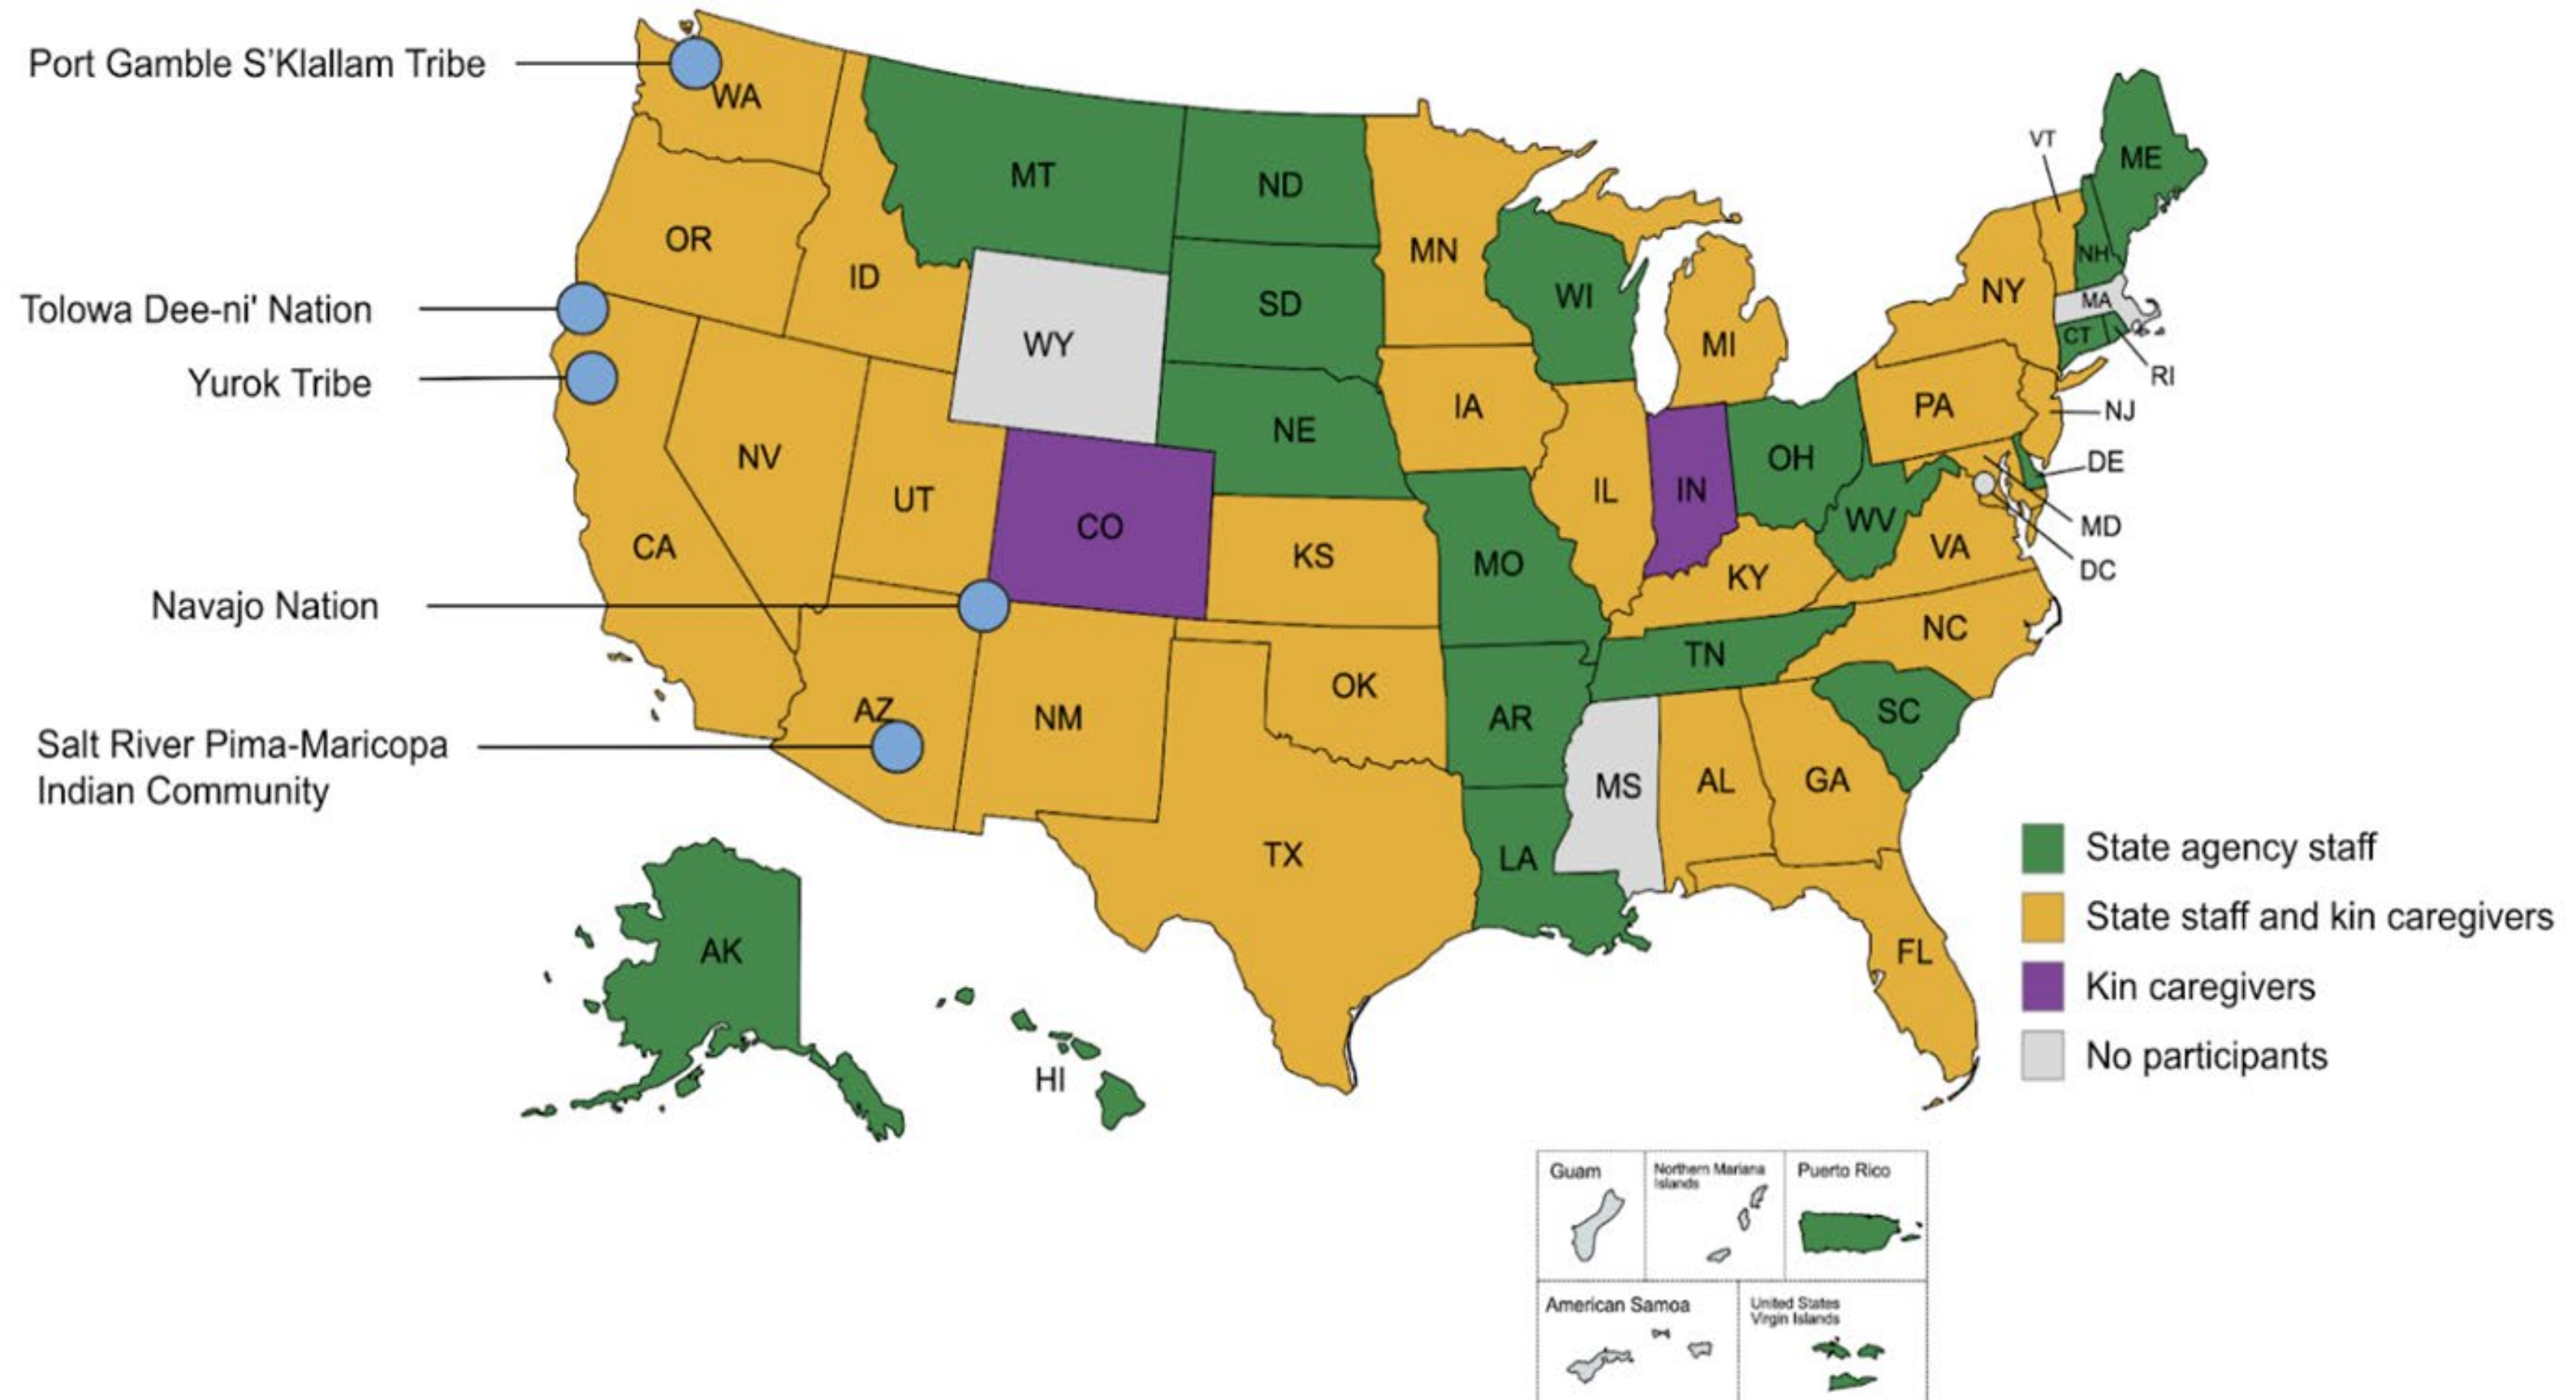 Port Gamble S'Klallam Tribe
WA
MT
ND
MN
VT
ME
OR
ID
SD
WI
NH
NY
MA
Tolowa Dee-ni' Nation
WY
MI
CT
RI
Yurok Tribe
NE
IA
PA
NJ
NV
UT
OH
DE
CO
IL
IN
WV
MD
CA
KS
MO
KY
VA
DC
Navajo Nation
TN
NC
AZ
NM
OK
AR
SC
Salt River Pima-Maricopa
Indian Community
MS
AL
GA
TX
LA
FL
State agency staff
State staff and kin caregivers
Kin caregivers
No participants
AK
HI
Guam
Northern Mariana
Islands
Puerto Rico
American Samoa
United States
Virgin Islands